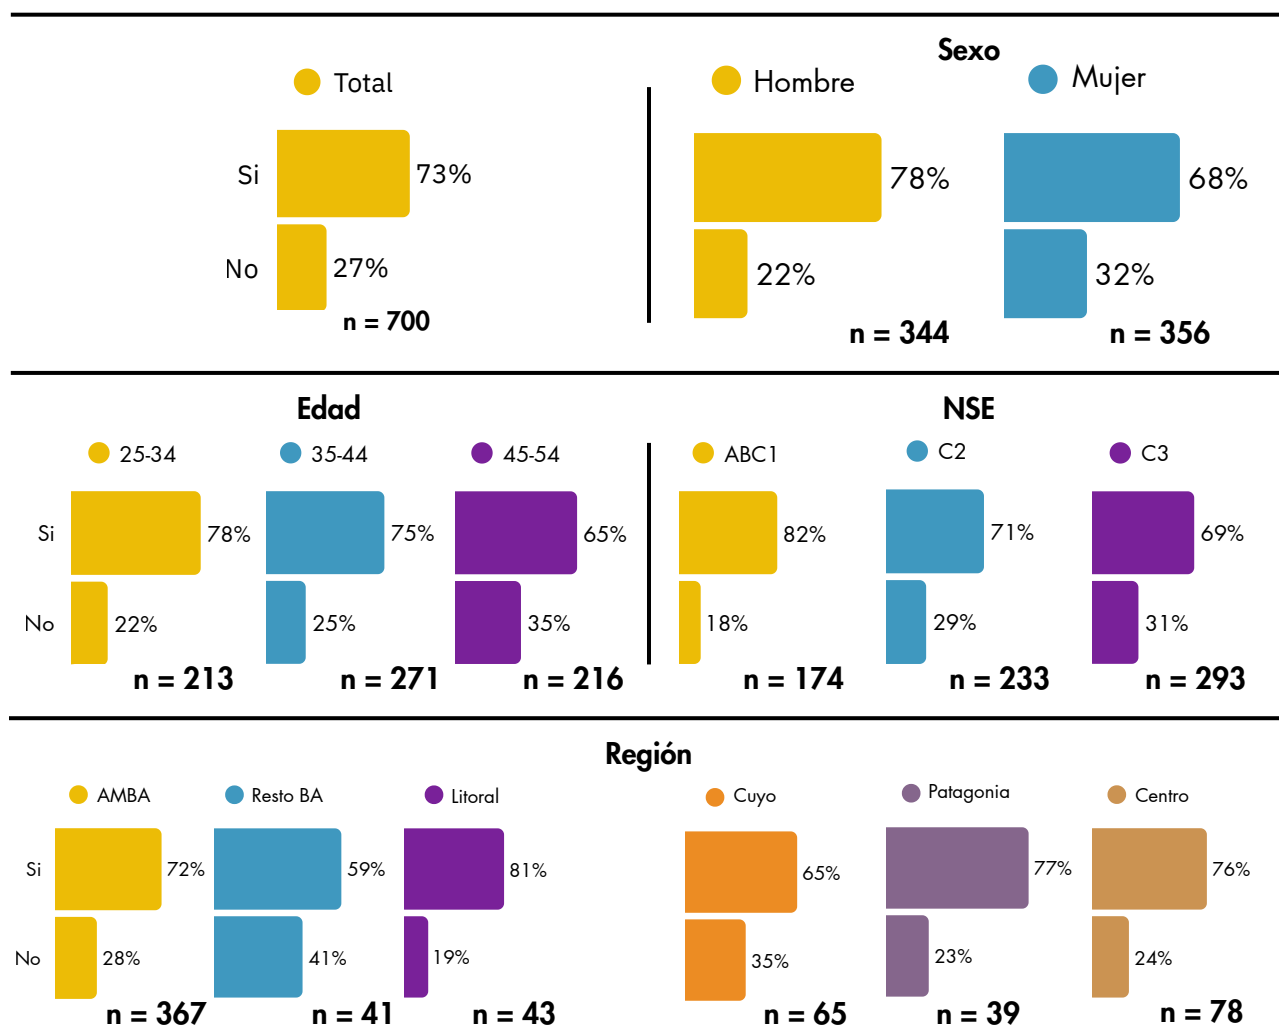 Total
Si 73%
No 27%
n = 700
Sexo
Hombre Mujer
78% 68%
22% 32%
n = 344 n = 356
Edad
25-34 35-44 45-54
Si 78% 75% 65%
No 22% 25% 35%
n = 213 n = 271 n = 216
NSE
ABC1 C2 C3
82% 71% 69%
18% 29% 31%
n = 174 n = 233 n = 293
Región
AMBA Resto BA Litoral Cuyo Patagonia Centro
Si 72% 59% 81% 65% 77% 76%
No 28% 41% 19% 35% 23% 24%
n = 367 n = 41 n = 43 n = 65 n = 39 n = 78